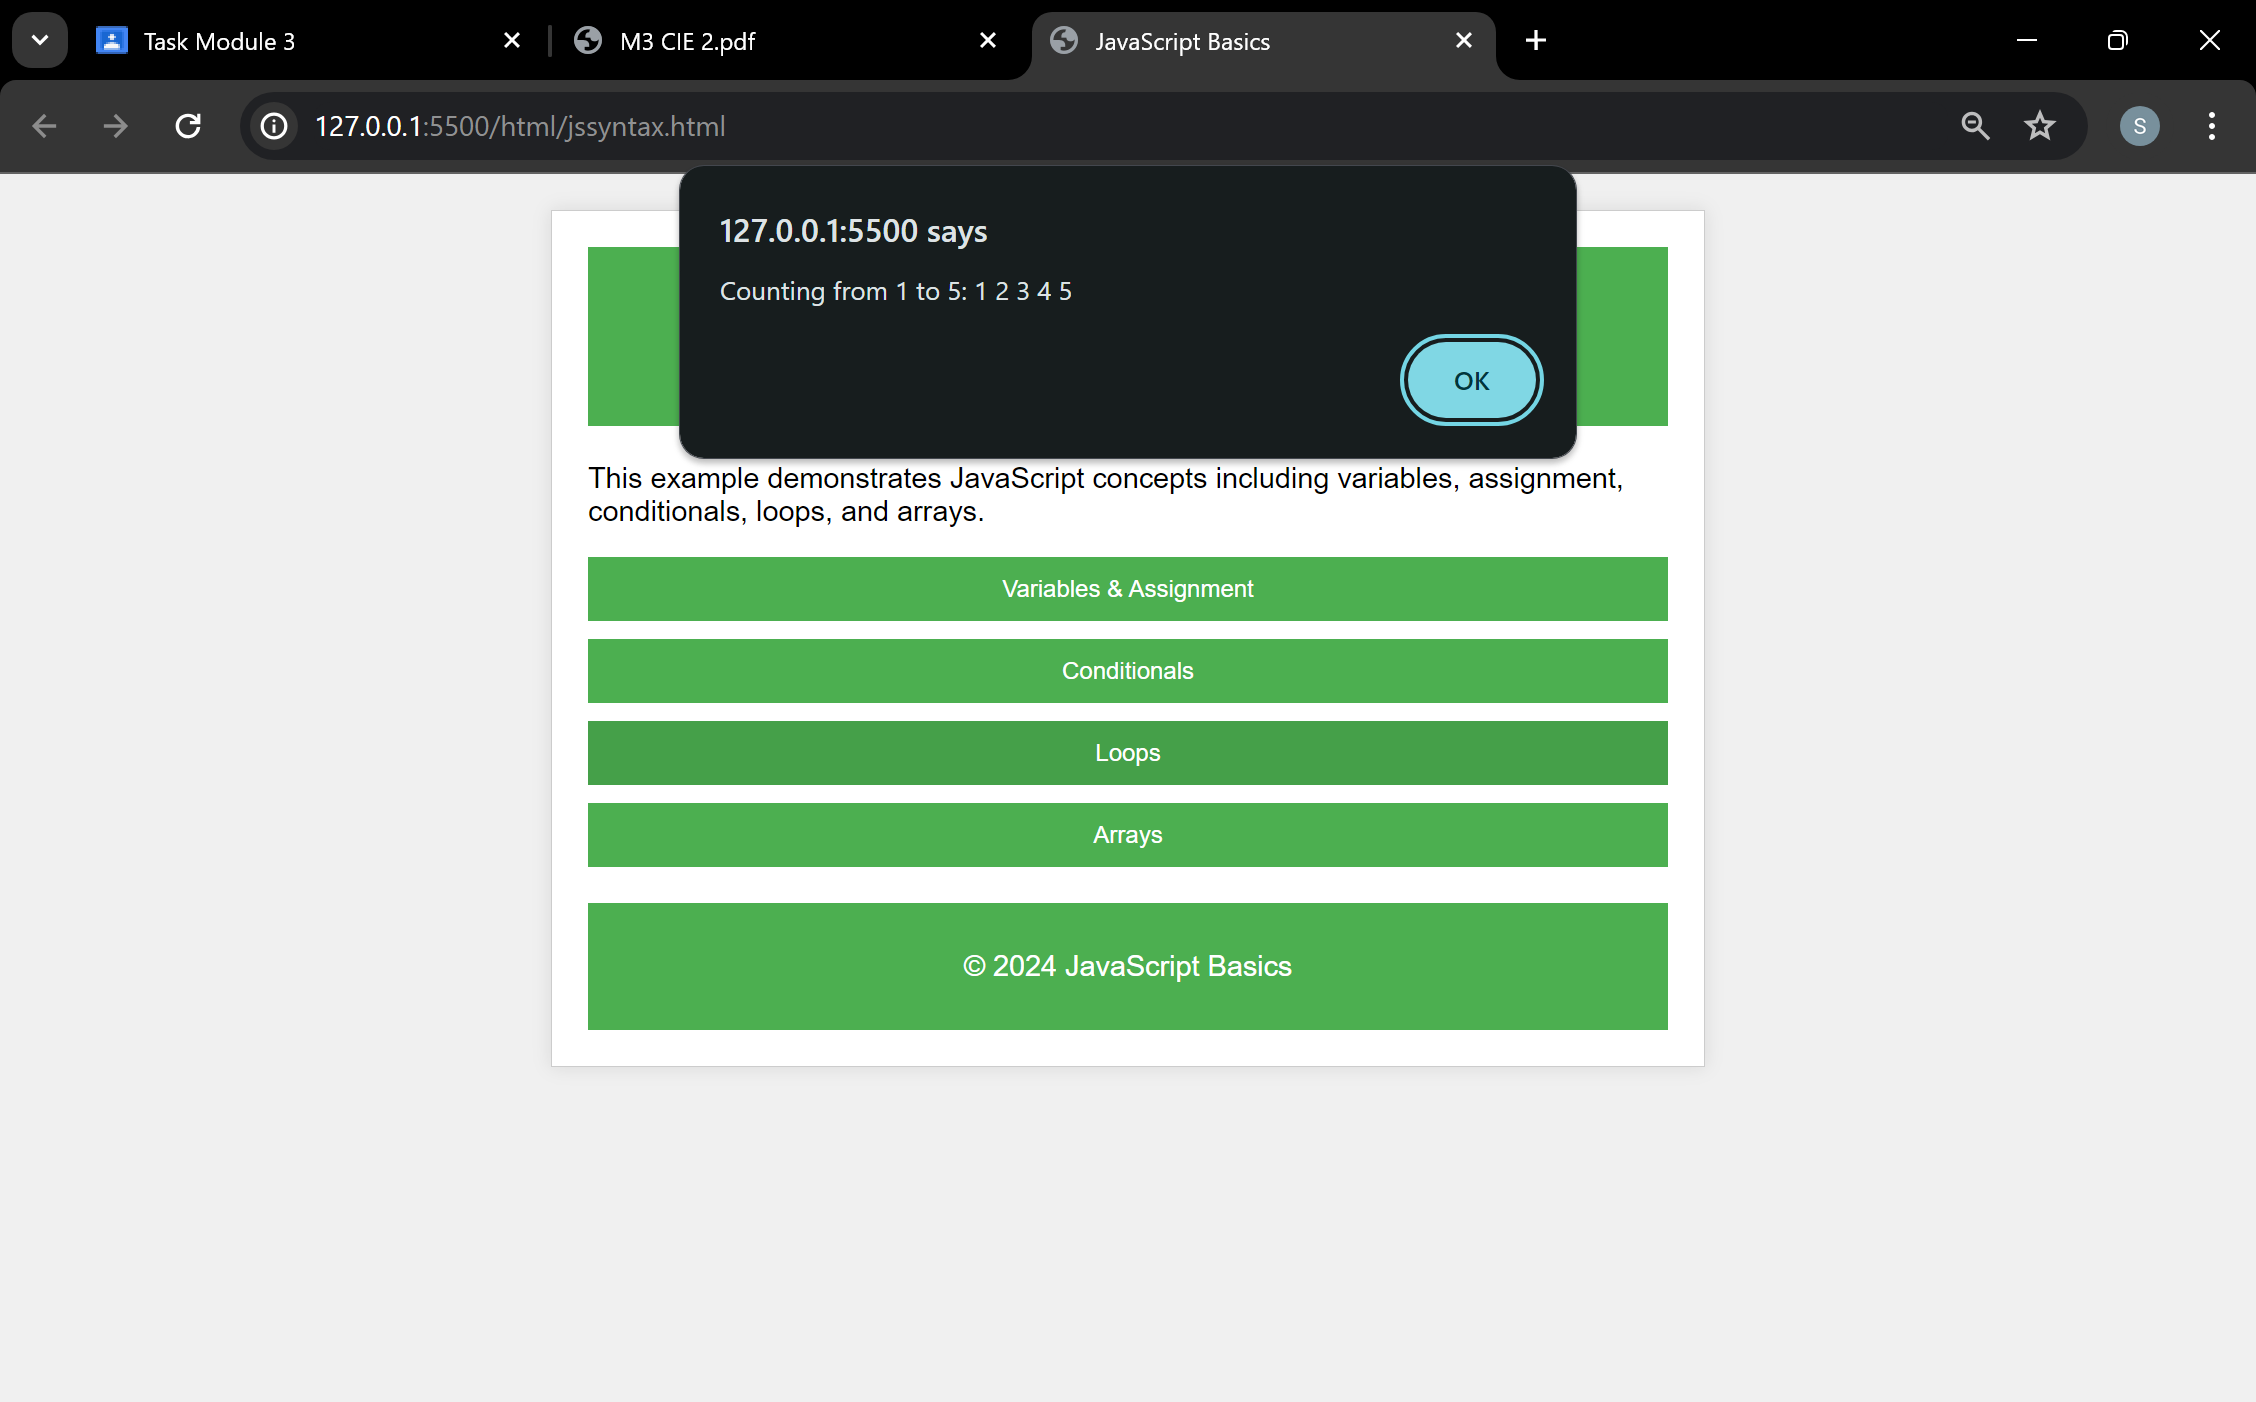 Task Module 3
M3 CIE 2.pdf
JavaScript Basics
127.0.0.1:5500/html/jssyntax.html
S
127.0.0.1:5500 says
Counting from 1 to 5: 1 2 3 4 5
OK
This example demonstrates JavaScript concepts including variables, assignment,
conditionals, loops, and arrays.
Variables & Assignment
Conditionals
Loops
Arrays
© 2024 JavaScript Basics